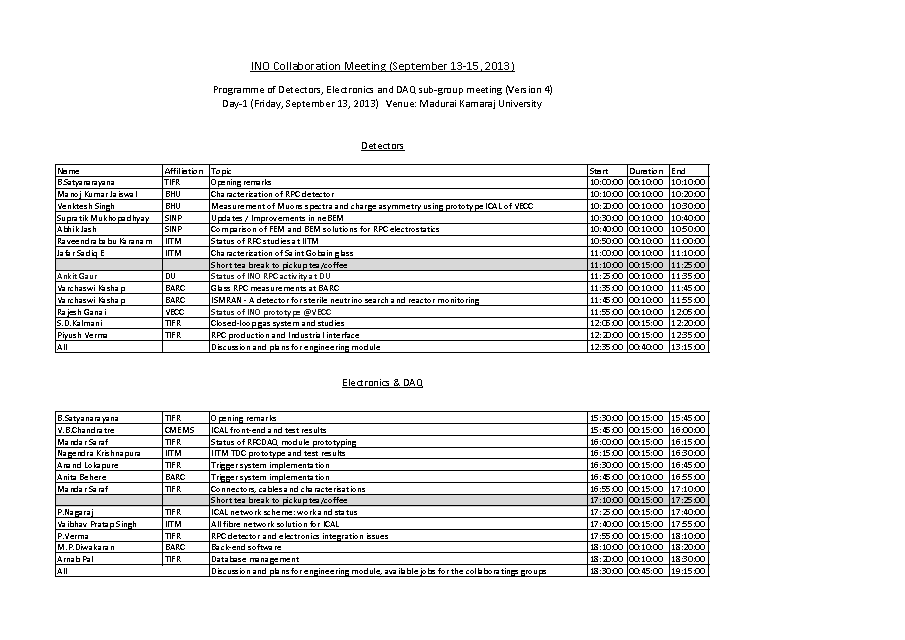 INO Collaboration Meeting (September 13-15, 2013)
Programme of Detectors, Electronics and DAQ sub-group meeting (Version 4)
Day-1 (Friday, September 13, 2013) Venue: Madurai Kamaraj University
Detectors
Name Affiliation Topic Start Duration End
B.Satyanarayana TIFR Opening remarks 10:00:00 00:10:00 10:10:00
Manoj Kumar Jaiswal BHU Characterization of RPC detector 10:10:00 00:10:00 10:20:00
Venktesh Singh BHU Measurement of Muons spectra and charge asymmetry using prototype ICAL of VECC 10:20:00 00:10:00 10:30:00
Supratik Mukhopadhyay SINP Updates / Improvements in neBEM 10:30:00 00:10:00 10:40:00
Abhik Jash SINP Comparison of FEM and BEM solutions for RPC electrostatics 10:40:00 00:10:00 10:50:00
Raveendrababu Karanam IITM Status of RPC studies at IITM 10:50:00 00:10:00 11:00:00
Jafar Sadiq E IITM Characterization of Saint Gobain glass 11:00:00 00:10:00 11:10:00
Short tea break to pickup tea/coffee 11:10:00 00:15:00 11:25:00
Ankit Gaur DU Status of INO RPC activity at DU 11:25:00 00:10:00 11:35:00
Varchaswi Kashap BARC Glass RPC measurements at BARC 11:35:00 00:10:00 11:45:00
Varchaswi Kashap BARC ISMRAN - A detector for sterile neutrino search and reactor monitoring 11:45:00 00:10:00 11:55:00
Rajesh Ganai VECC Status of INO prototype @VECC 11:55:00 00:10:00 12:05:00
S.D.Kalmani TIFR Closed-loop gas system and studies 12:05:00 00:15:00 12:20:00
Piyush Verma TIFR RPC production and Industrial interface 12:20:00 00:15:00 12:35:00
All Discussion and plans for engineering module 12:35:00 00:40:00 13:15:00
Electronics & DAQ
B.Satyanarayana TIFR Opening remarks 15:30:00 00:15:00 15:45:00
V.B.Chandratre CMEMS ICAL front-end and test results 15:45:00 00:15:00 16:00:00
Mandar Saraf TIFR Status of RPCDAQ module prototyping 16:00:00 00:15:00 16:15:00
Nagendra Krishnapura IITM IITM TDC prototype and test results 16:15:00 00:15:00 16:30:00
Anand Lokapure TIFR Trigger system implementation 16:30:00 00:15:00 16:45:00
Anita Behere BARC Trigger system implementation 16:45:00 00:10:00 16:55:00
Mandar Saraf TIFR Connectors, cables and characterisations 16:55:00 00:15:00 17:10:00
Short tea break to pickup tea/coffee 17:10:00 00:15:00 17:25:00
P.Nagaraj TIFR ICAL network scheme: work and status 17:25:00 00:15:00 17:40:00
Vaibhav Pratap Singh IITM All fibre network solution for ICAL 17:40:00 00:15:00 17:55:00
P.Verma TIFR RPC detector and electronics integration issues 17:55:00 00:15:00 18:10:00
M.P.Diwakaran BARC Back-end software 18:10:00 00:10:00 18:20:00
Arnab Pal TIFR Database management 18:20:00 00:10:00 18:30:00
All Discussion and plans for engineering module, available jobs for the collaboratings groups 18:30:00 00:45:00 19:15:00